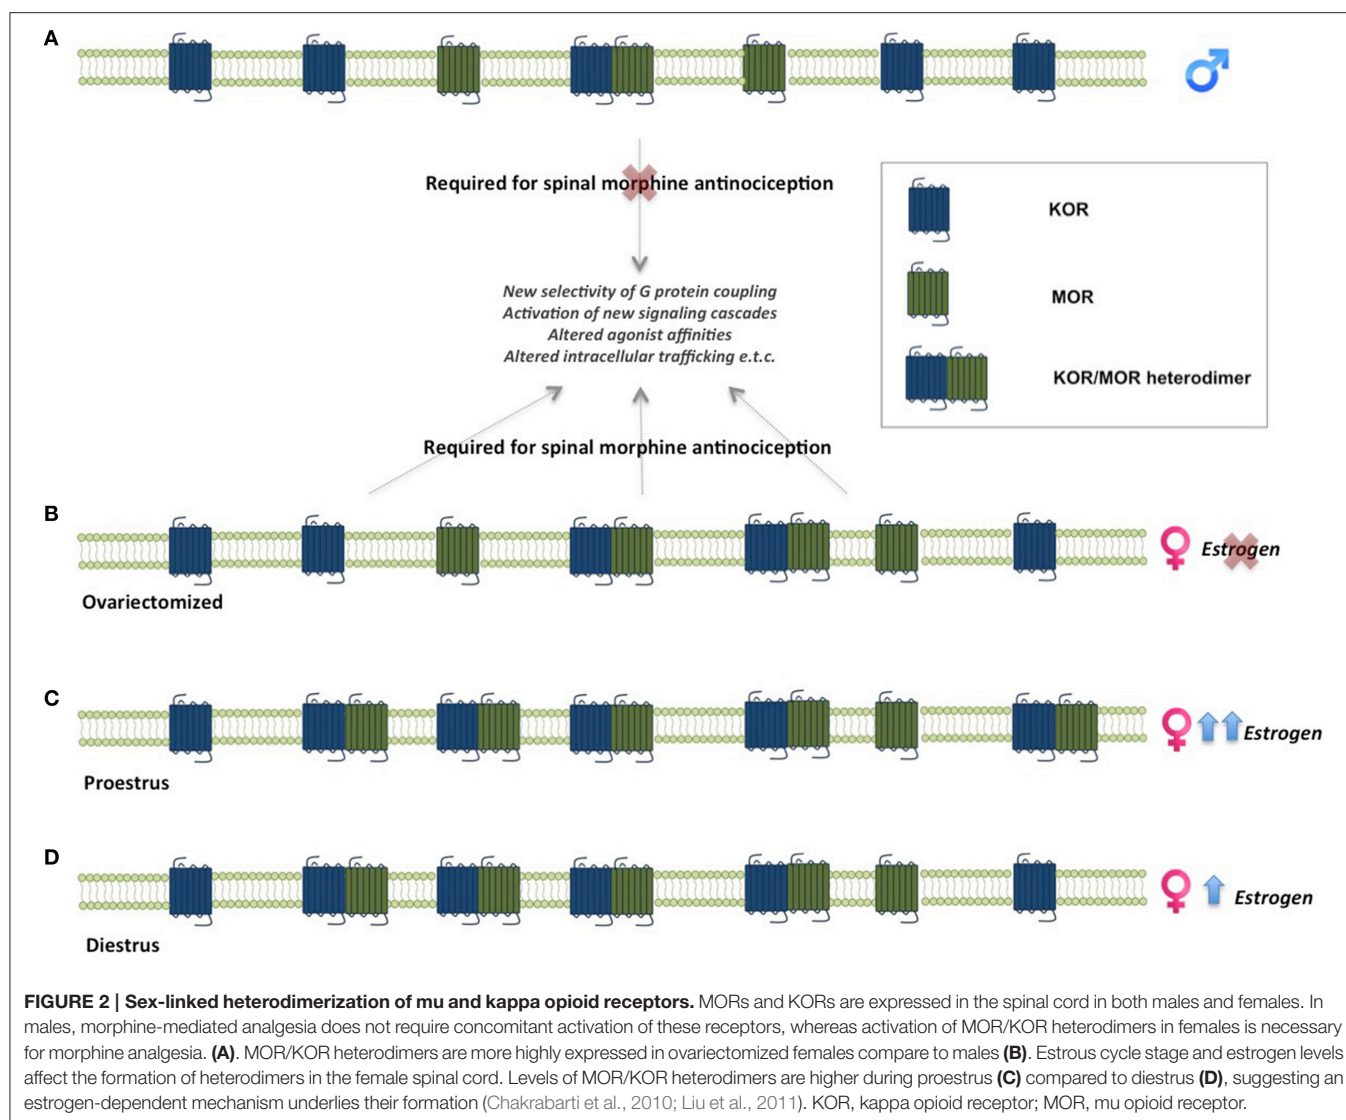 A
Required for spinal morphine antinociception
KOR
MOR
KOR/MOR heterodimer
New selectivity of G protein coupling
Activation of new signaling cascades
Altered agonist affinities
Altered intracellular trafficking e.t.c.
Required for spinal morphine antinociception
B
Estrogen
Ovariectomized
C
Estrogen
Proestrus
D
Estrogen
Diestrus
FIGURE 2 | Sex-linked heterodimerization of mu and kappa opioid receptors. MORs and KORs are expressed in the spinal cord in both males and females. In
males, morphine-mediated analgesia does not require concomitant activation of these receptors, whereas activation of MOR/KOR heterodimers in females is necessary
for morphine analgesia. (A). MOR/KOR heterodimers are more highly expressed in ovariectomized females compare to males (B). Estrous cycle stage and estrogen levels
affect the formation of heterodimers in the female spinal cord. Levels of MOR/KOR heterodimers are higher during proestrus (C) compared to diestrus (D), suggesting an
estrogen-dependent mechanism underlies their formation (Chakrabarti et al., 2010; Liu et al., 2011). KOR, kappa opioid receptor; MOR, mu opioid receptor.